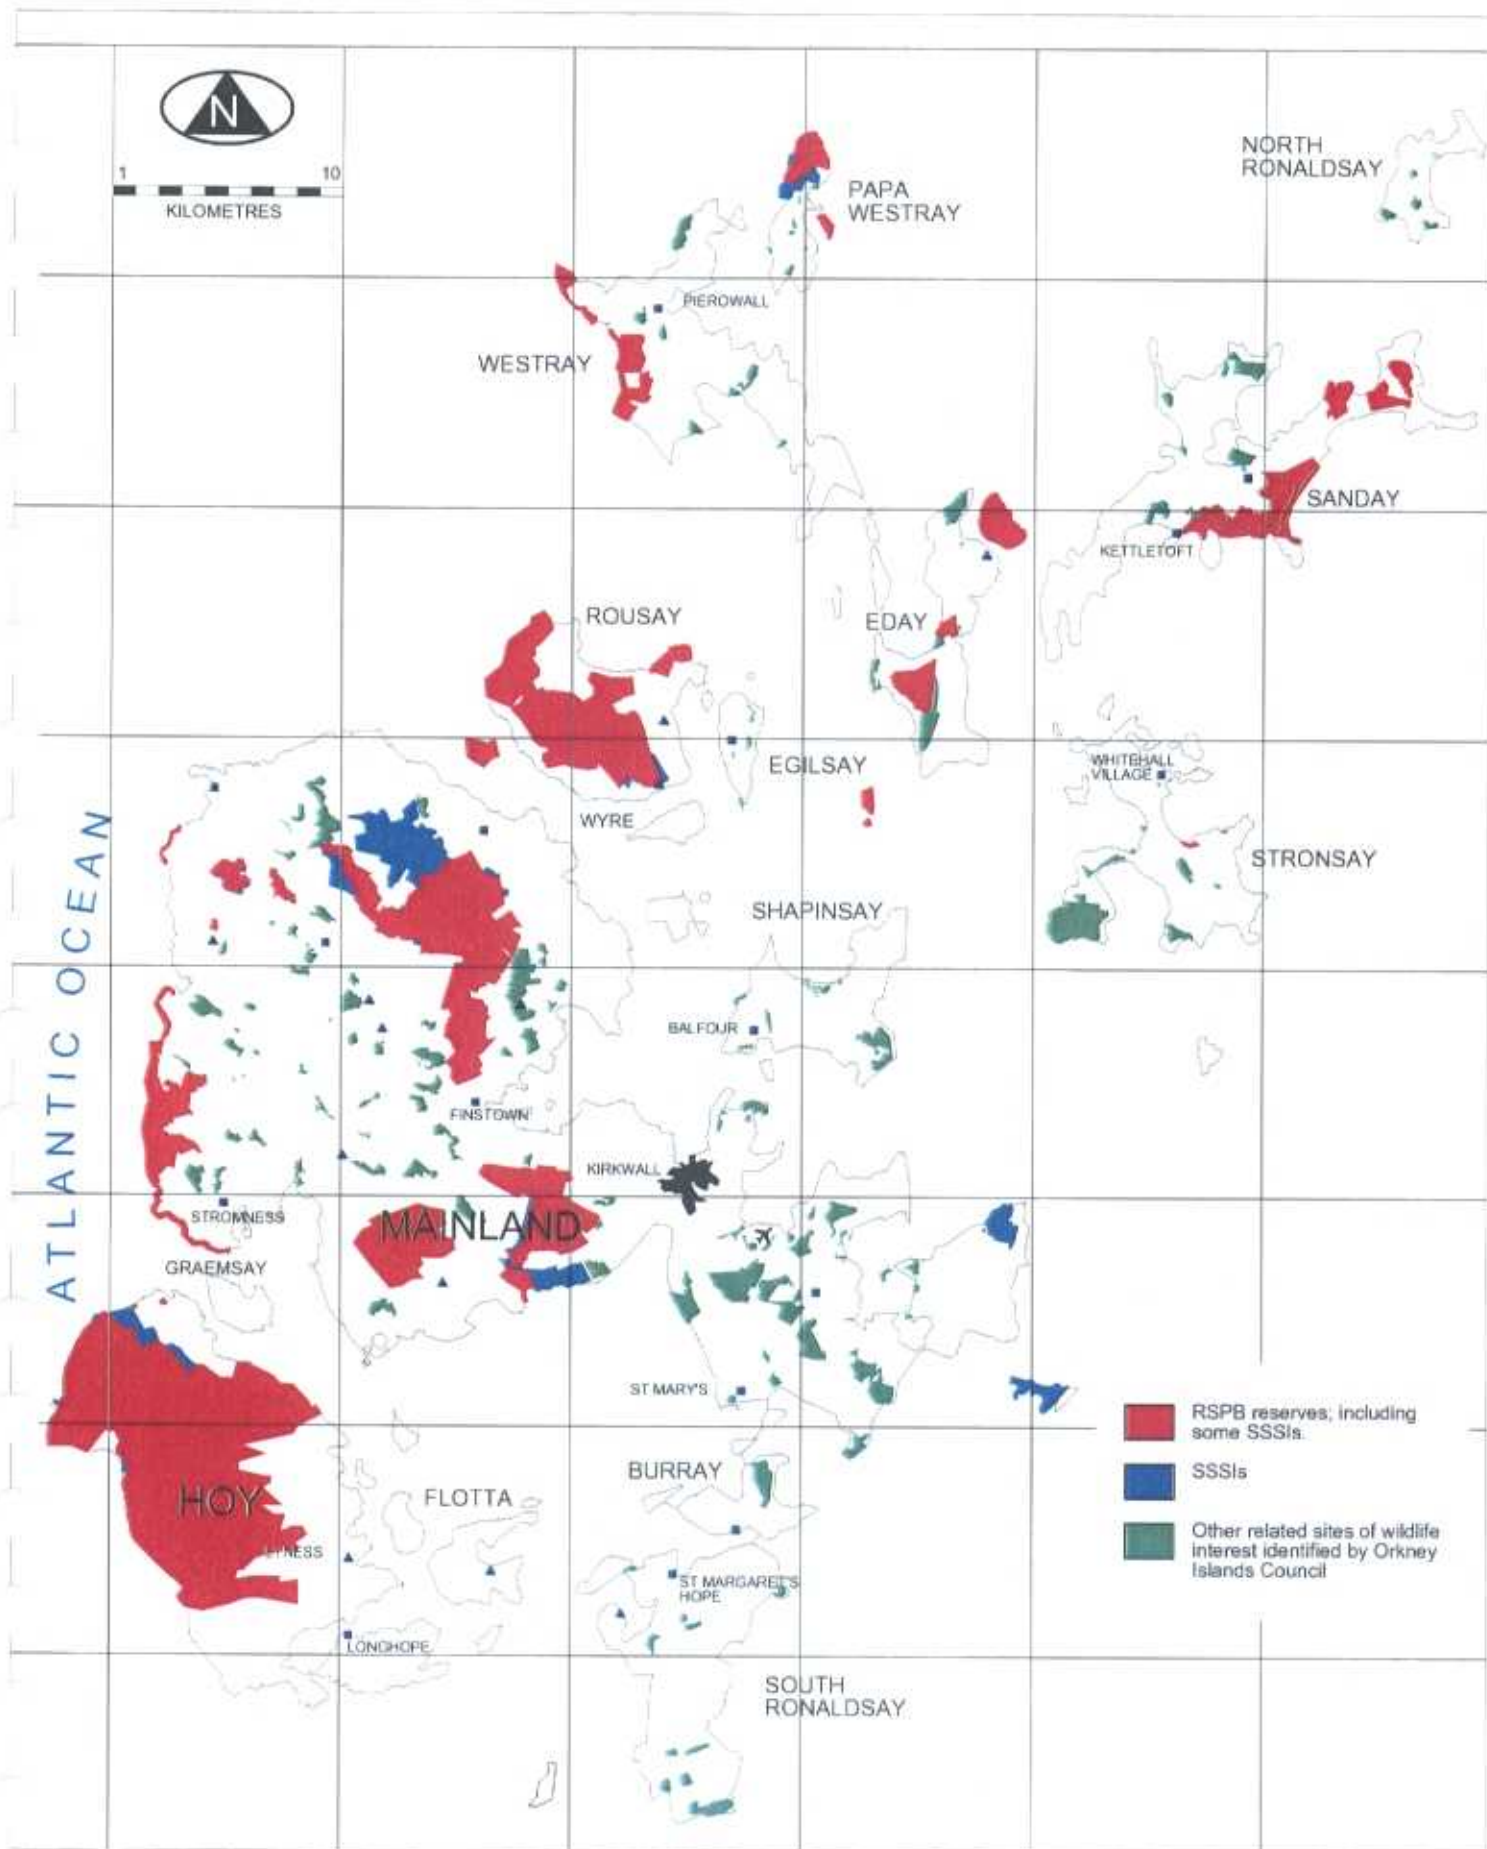 N
1 10
KILOMETRES
NORTH
RONALDSAY
PAPA
WESTRAY
PIEROWALL
WESTRAY
SANDAY
KETTLETOFT
ROUSAY
EDAY
EGILSAY
WHITEHALL
VILLAGE
WYRE
STRONSAY
SHAPINSAY
ATLANTIC OCEAN
BALFOUR
FINSTOWN
KIRKWALL
STROMNESS
MAINLAND
GRAEMSAY
ST MARY'S
RSPB reserves; including
some SSSIs.
SSSIs
Other related sites of wildlife
interest identified by Orkney
Islands Council
BURRAY
HOY
FLOTTA
ST MARGARET'S
HOPE
LONGHOPE
SOUTH
RONALDSAY